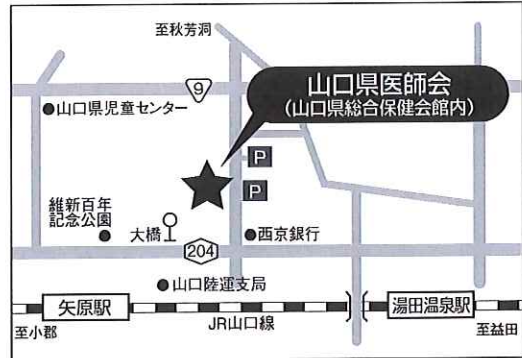 至秋芳洞
9
山口県医師会
(山口県総合保健会館内)
山口県児童センター
P
P
維新百年
記念公園
大橋
西京銀行
204
山口陸運支局
矢原駅
湯田温泉駅
至小郡
JR山口線
至益田